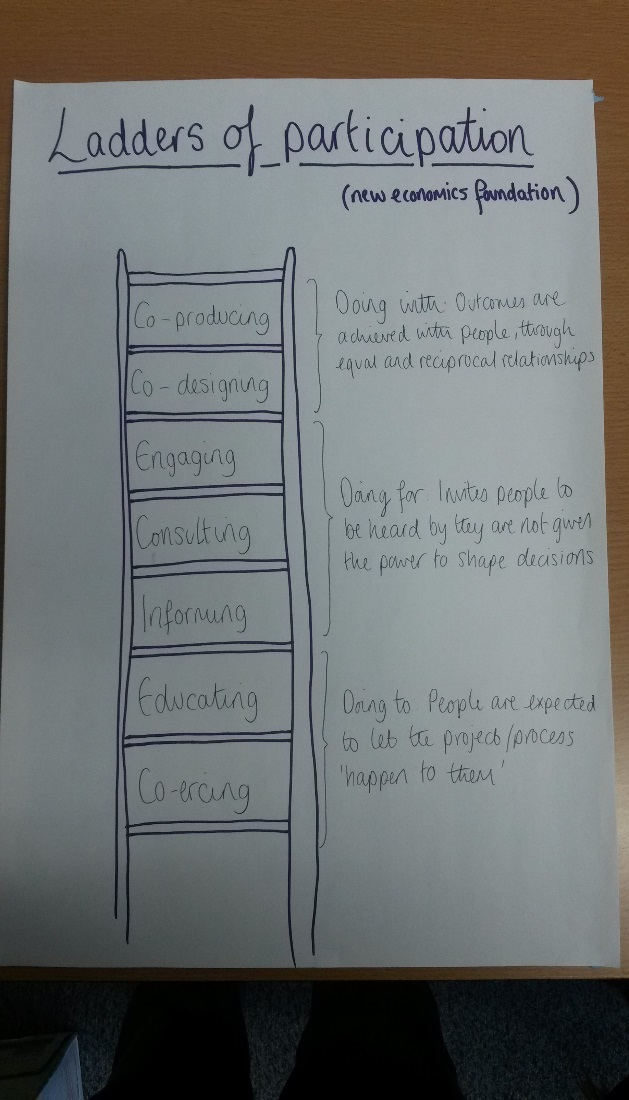 Ladders of participation
(new economics foundation)
Co-producing
Co-designing
Doing with: Outcomes are
achieved with people, through
equal and reciprocal relationships
Engaging
Consulting
Informing
Doing for: Invites people to
be heard by they are not given
the power to shape decisions
Educating
Co-ercing
Doing to People are expected
to let the project/process
'happen to them'